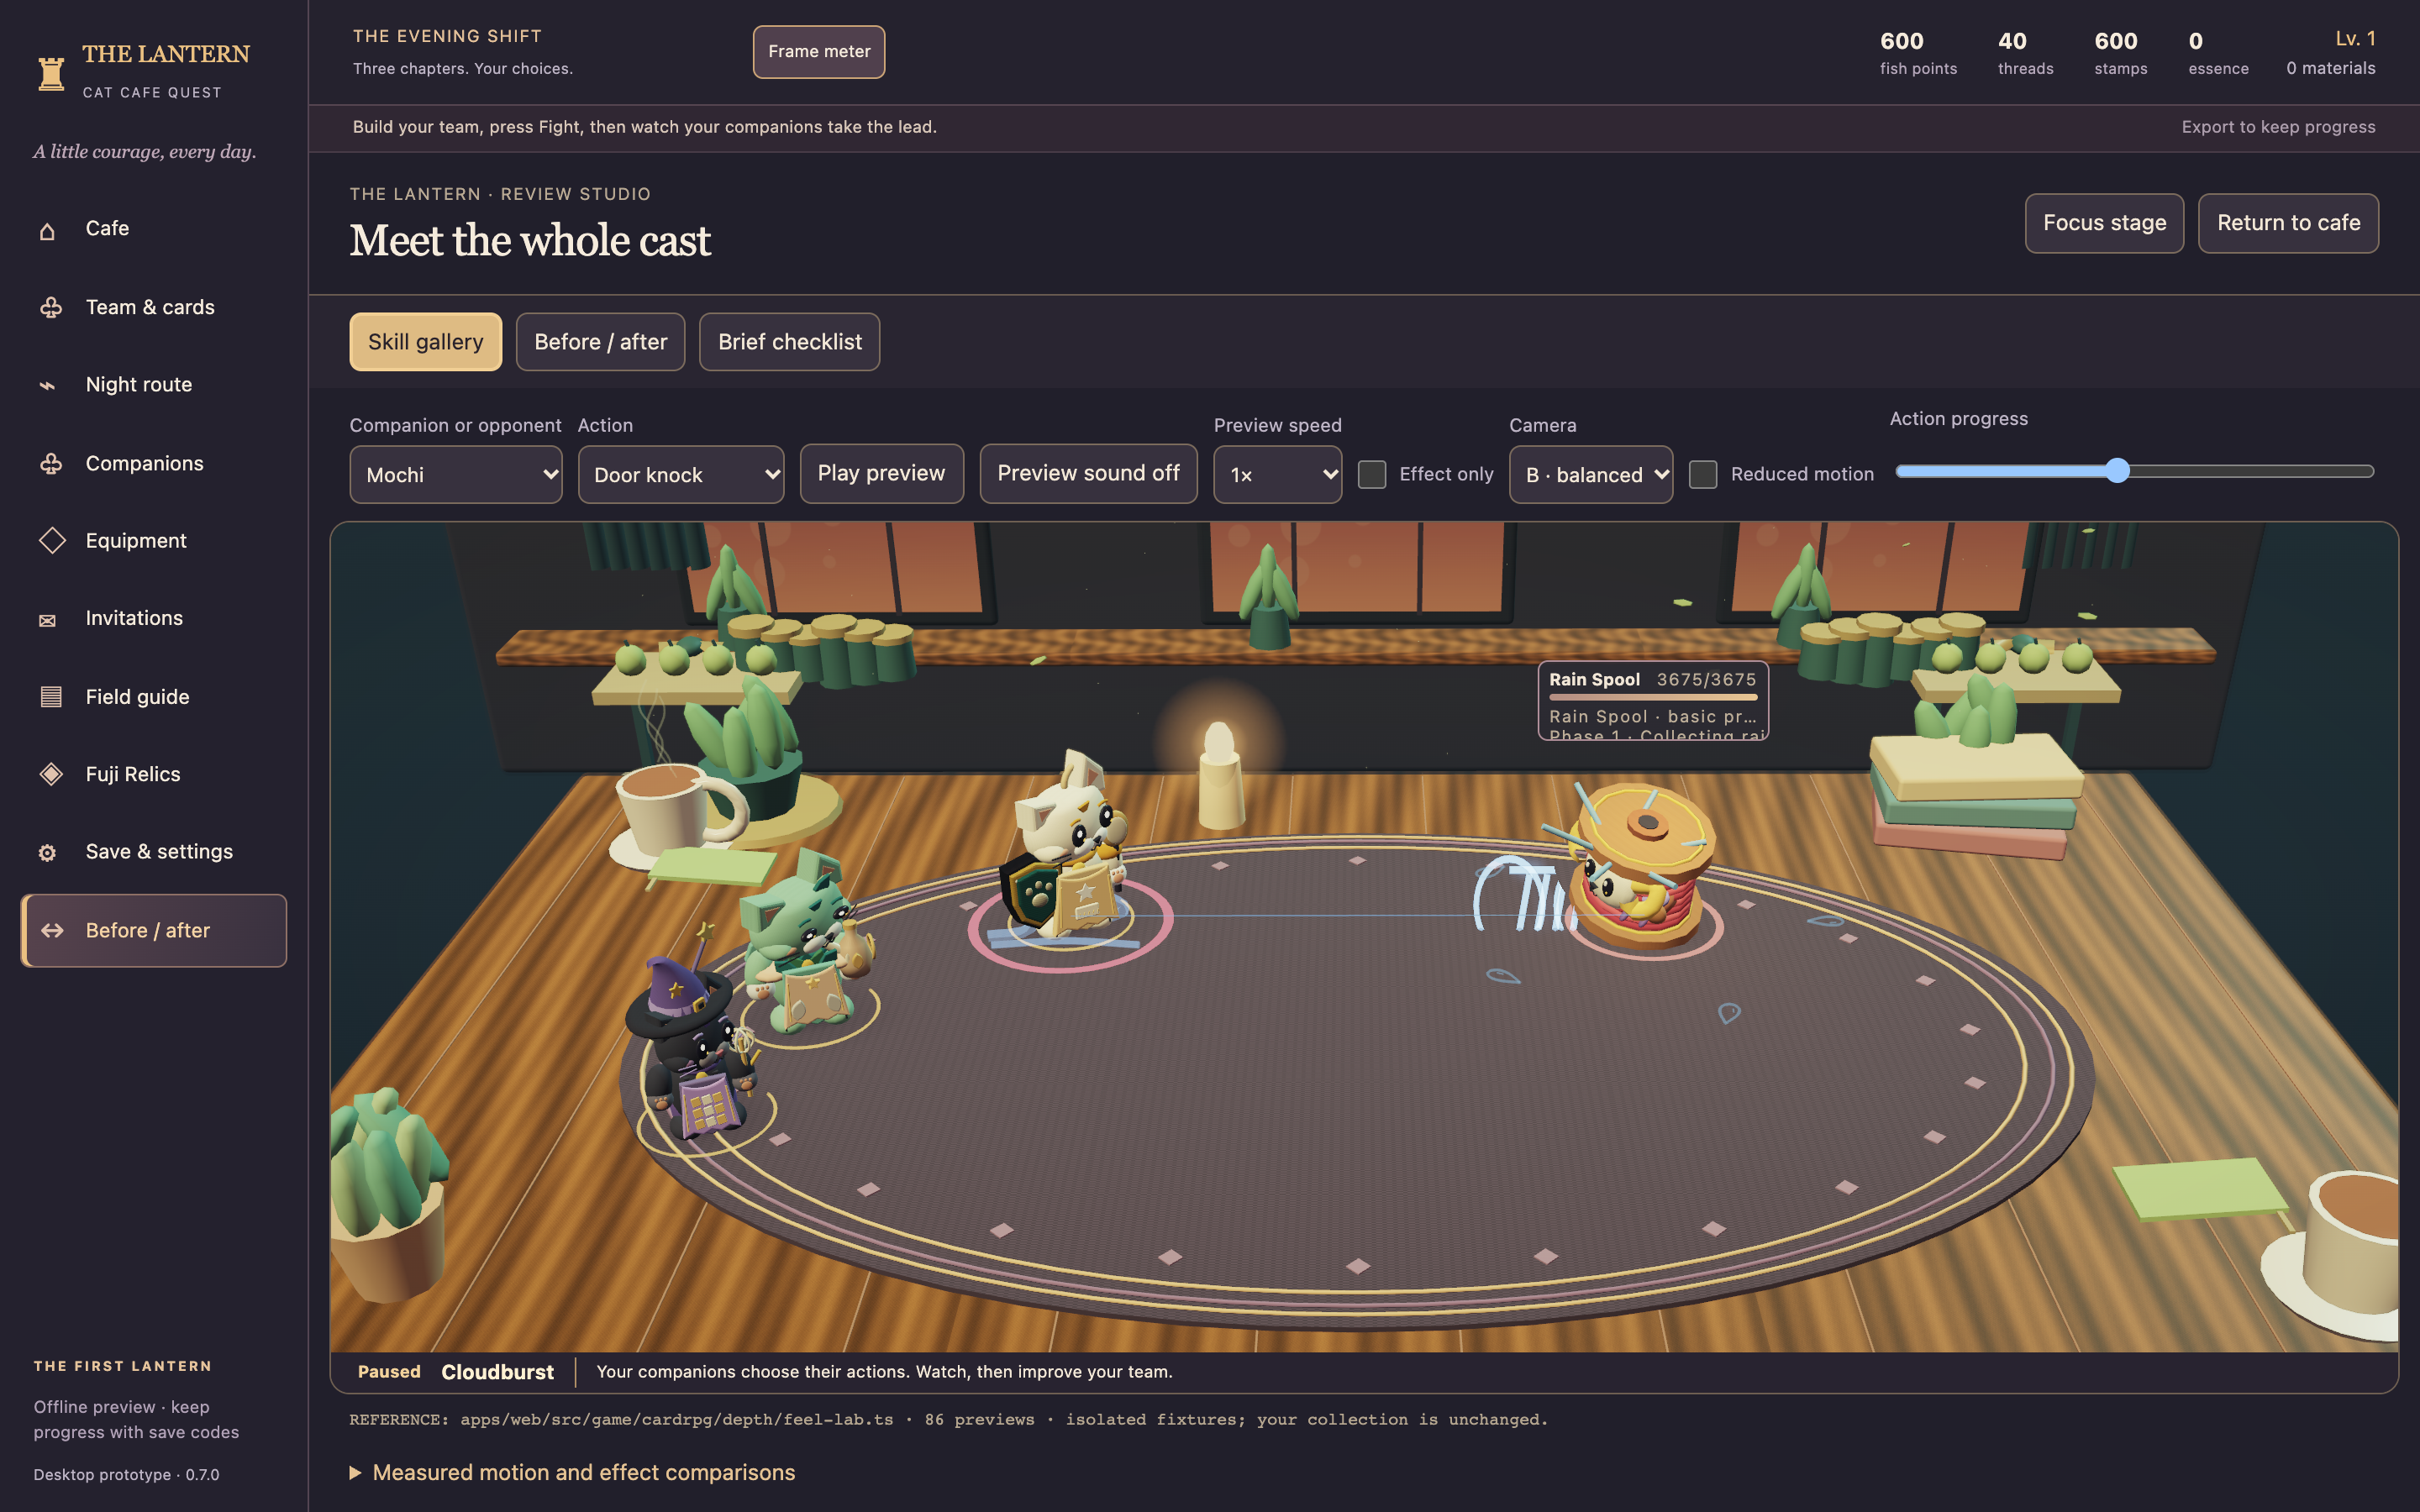 THE LANTERN
CAT CAFE QUEST
A little courage, every day.
Cafe
Team & cards
Night route
Companions
Equipment
Invitations
Field guide
Fuji Relics
Save & settings
Before / after
THE FIRST LANTERN
Offline preview · keep
progress with save codes
Desktop prototype · 0.7.0
THE EVENING SHIFT
Three chapters. Your choices.
Frame meter
600 fish points
40 threads
600 stamps
0 essence
Lv. 1
0 materials
Build your team, press Fight, then watch your companions take the lead.
Export to keep progress
THE LANTERN · REVIEW STUDIO
Meet the whole cast
Focus stage
Return to cafe
Skill gallery
Before / after
Brief checklist
Companion or opponent
Mochi
Action
Door knock
Play preview
Preview sound off
Preview speed
1×
Effect only
Camera
B · balanced
Reduced motion
Action progress
Rain Spool 3675/3675
Rain Spool · basic pr…
Phase 1 · Collecting rai
Paused Cloudburst Your companions choose their actions. Watch, then improve your team.
REFERENCE: apps/web/src/game/cardrpg/depth/feel-lab.ts · 86 previews · isolated fixtures; your collection is unchanged.
Measured motion and effect comparisons